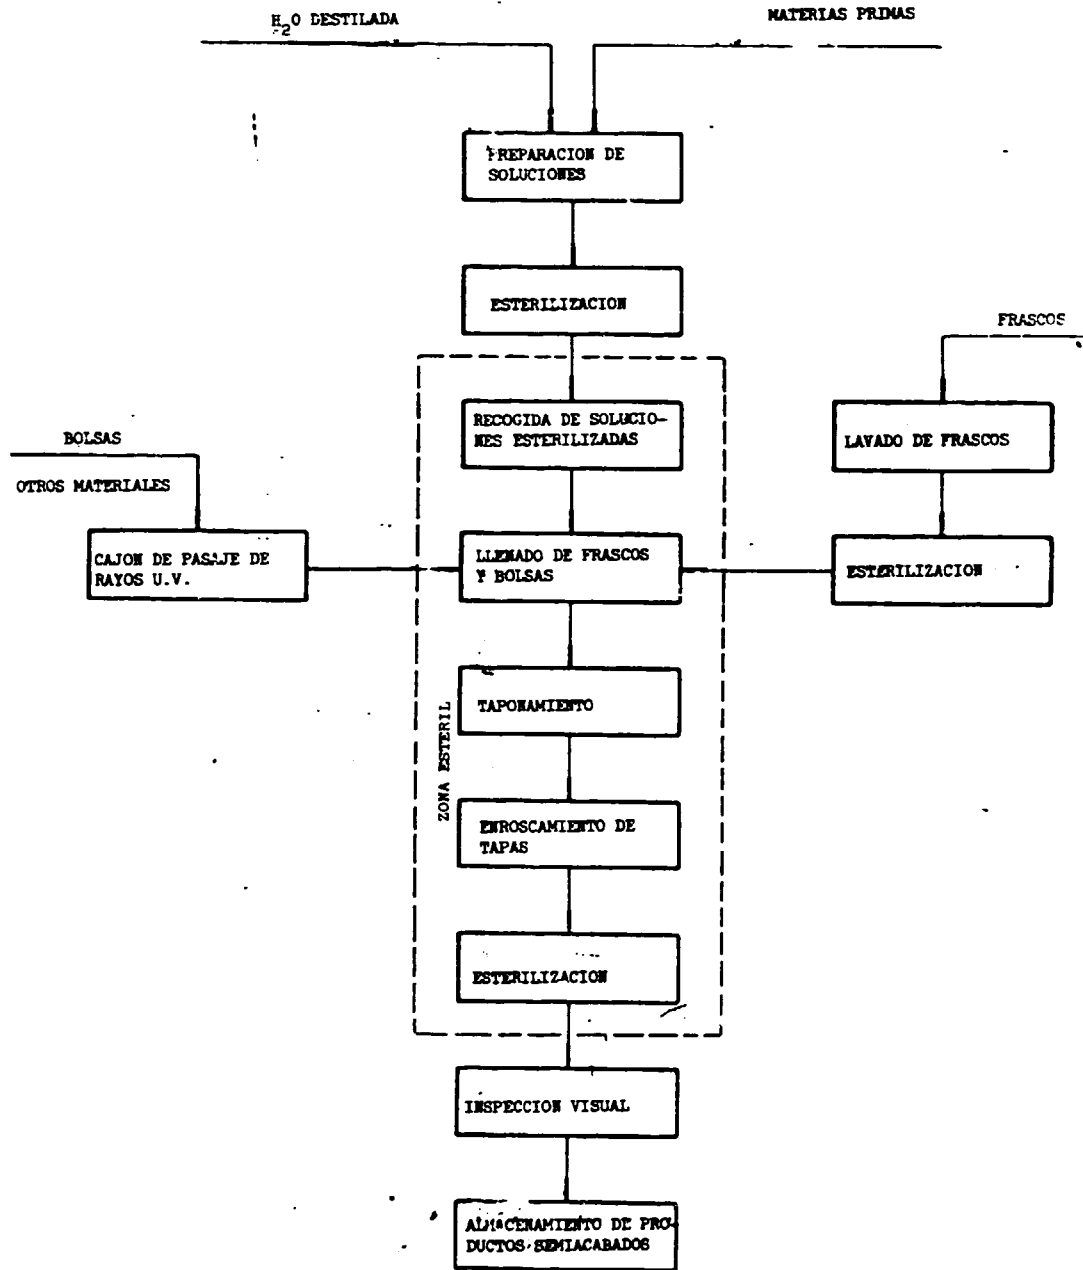 H2O DESTILADA
MATERIAS PRIMAS
PREPARACION DE
SOLUCIONES
ESTERILIZACION
FRASCOS
RECOGIDA DE SOLUCIO-
NES ESTERILIZADAS
LAVADO DE FRASCOS
BOLSAS
OTROS MATERIALES
CAJON DE PASAJE DE
RAYOS U.V.
LLENADO DE FRASCOS
Y BOLSAS
ESTERILIZACION
TAPONAMIENTO
ZONA ESTERIL
ENROSCAMIENTO DE
TAPAS
ESTERILIZACION
INSPECCION VISUAL
ALMACENAMIENTO DE PRO-
DUCTOS SEMIACABADOS